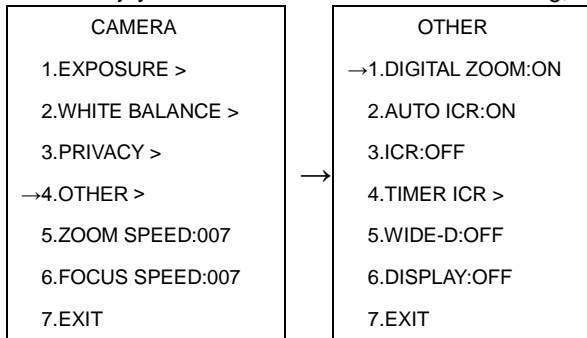 CAMERA
1.EXPOSURE >
2.WHITE BALANCE >
3.PRIVACY >
→4.OTHER >
5.ZOOM SPEED:007
6.FOCUS SPEED:007
7.EXIT
→
OTHER
→1.DIGITAL ZOOM:ON
2.AUTO ICR:ON
3.ICR:OFF
4.TIMER ICR >
5.WIDE-D:OFF
6.DISPLAY:OFF
7.EXIT